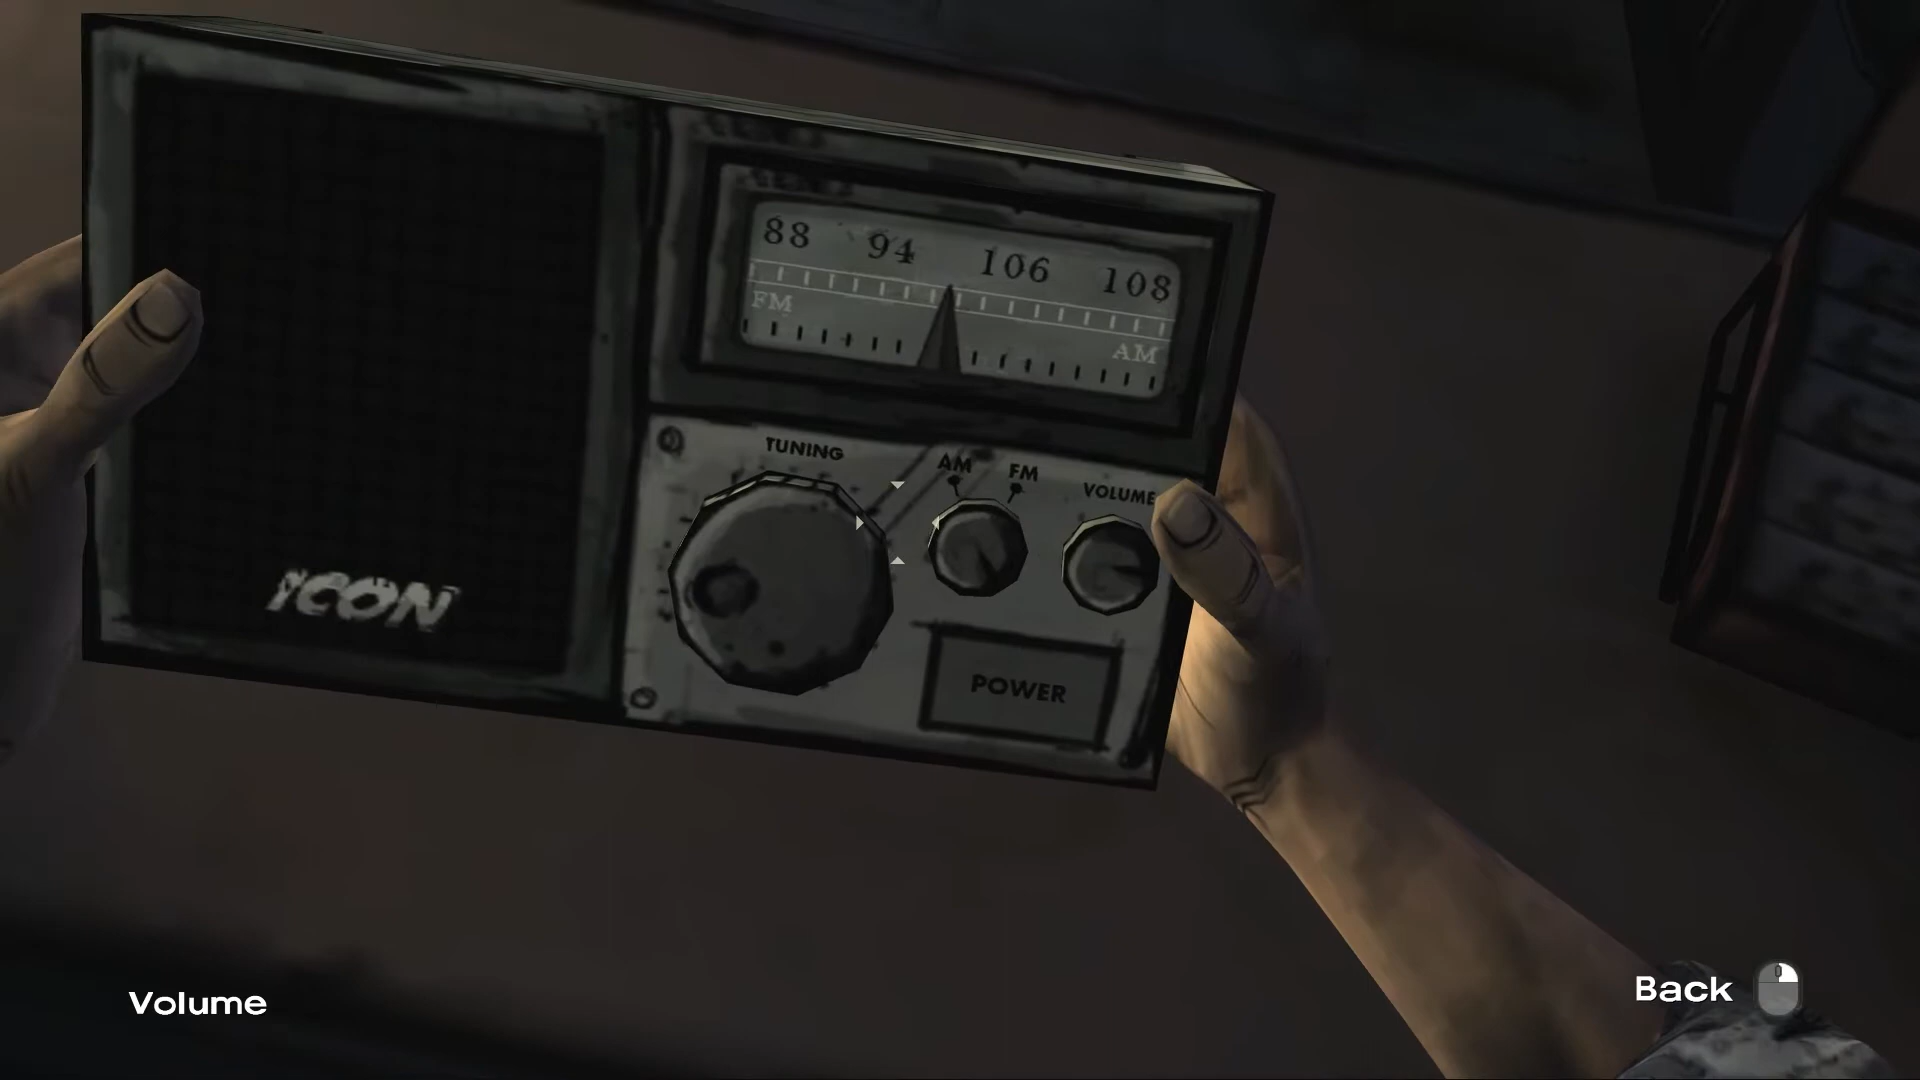 88 94 106 108
FM
AM
TUNING
AM FM
VOLUME
ICON
POWER
Volume
Back